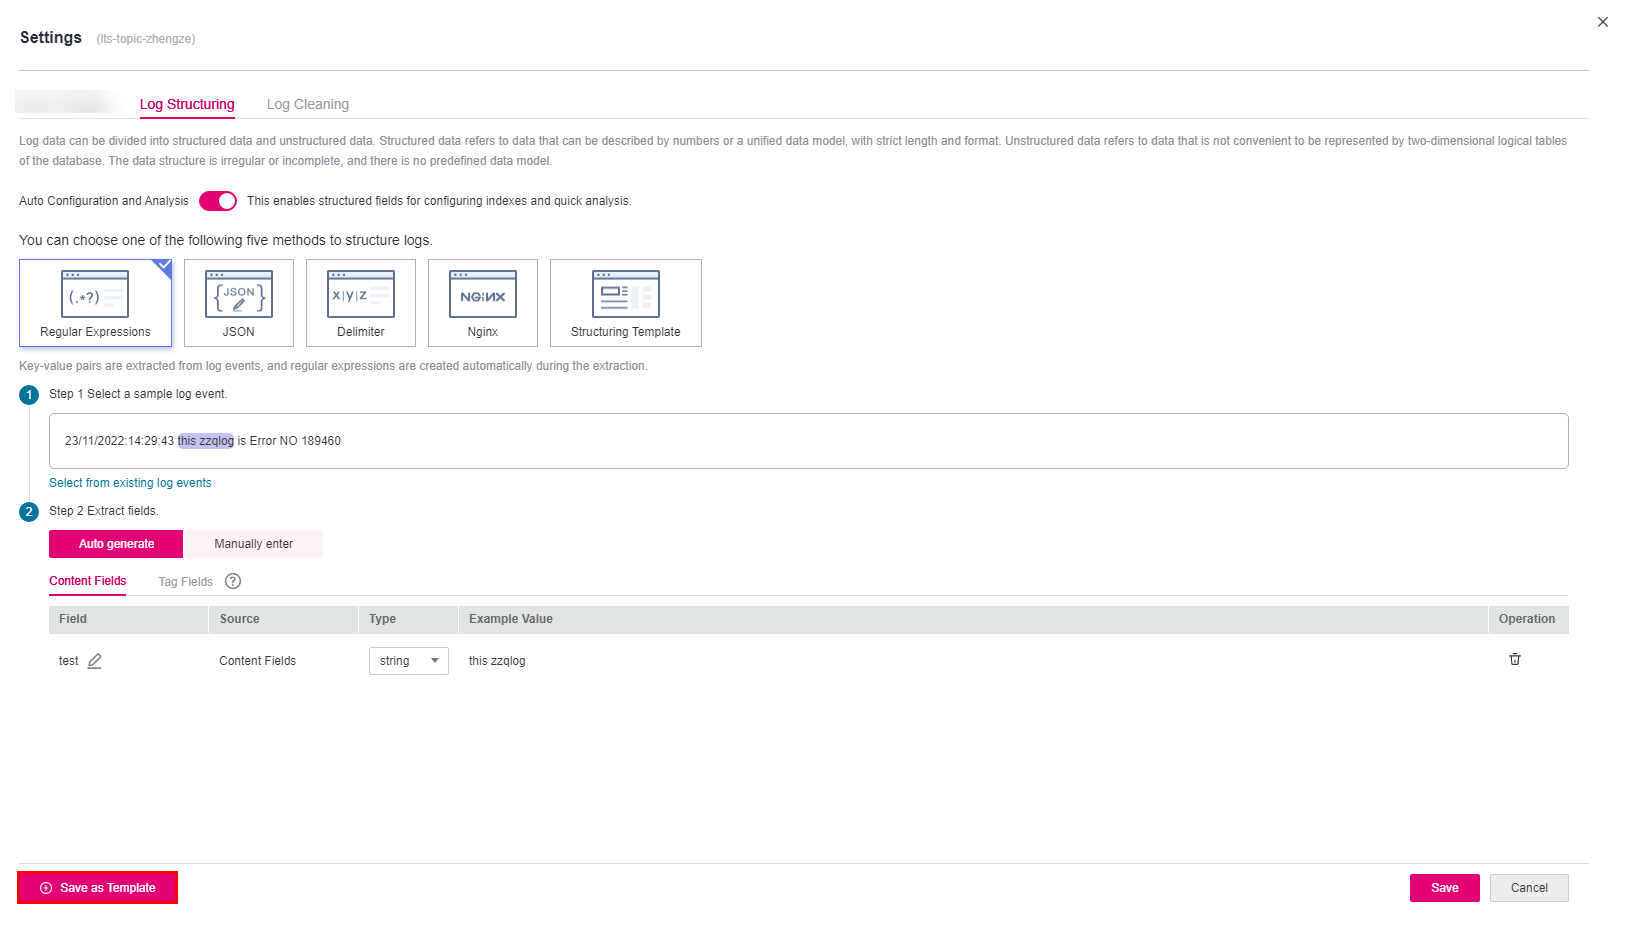 Settings (lts-topic-zhengze)
Log Structuring Log Cleaning
Log data can be divided into structured data and unstructured data. Structured data refers to data that can be described by numbers or a unified data model, with strict length and format. Unstructured data refers to data that is not convenient to be represented by two-dimensional logical tables
of the database. The data structure is irregular or incomplete, and there is no predefined data model.
Auto Configuration and Analysis This enables structured fields for configuring indexes and quick analysis.
You can choose one of the following five methods to structure logs.
(.*?) {JSON} x|y|z NGINX
Regular Expressions JSON Delimiter Nginx Structuring Template
Key-value pairs are extracted from log events, and regular expressions are created automatically during the extraction.
1 Step 1 Select a sample log event.
23/11/2022:14:29:43 this zzqlog is Error NO 189460
Select from existing log events
2 Step 2 Extract fields.
Auto generate Manually enter
Content Fields Tag Fields ?
Field Source Type Example Value Operation
test Content Fields string this zzqlog
Save as Template Save Cancel